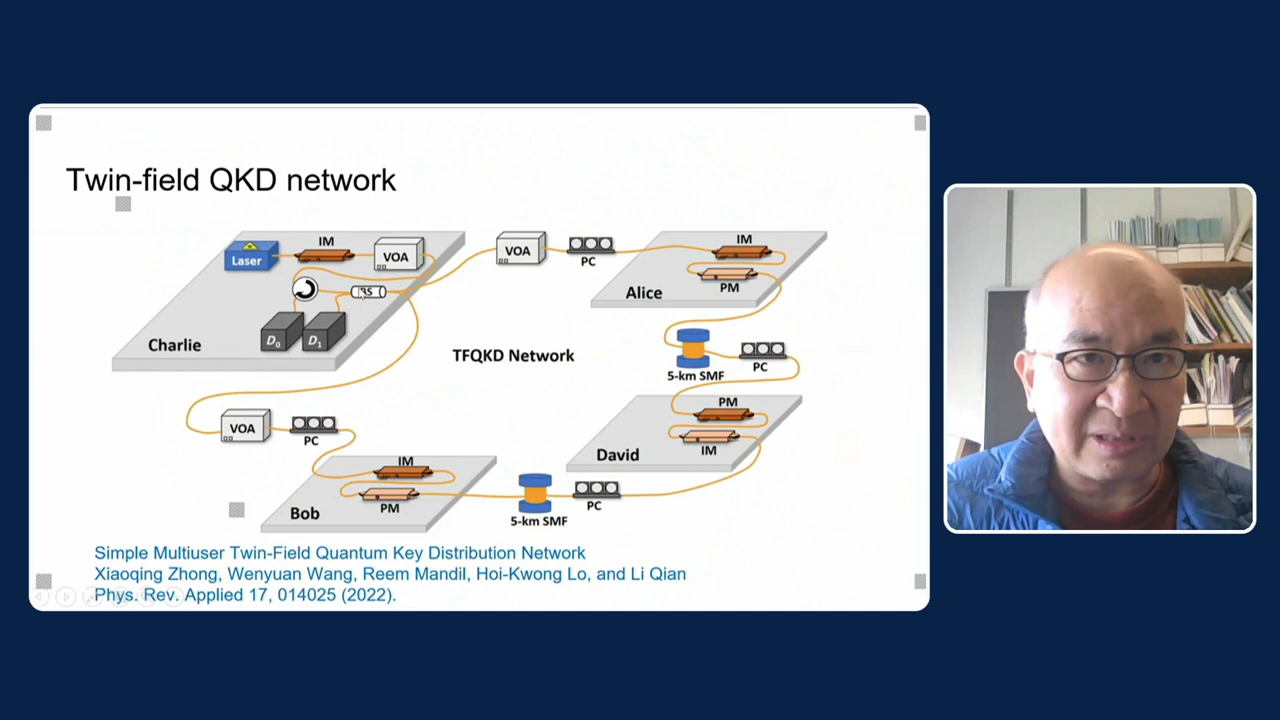 Twin-field QKD network
Laser
IM
VOA
BS
D0
D1
Charlie
VOA
PC
IM
PM
Alice
TFQKD Network
5-km SMF
PC
PM
IM
David
VOA
PC
IM
PM
Bob
5-km SMF
PC
Simple Multiuser Twin-Field Quantum Key Distribution Network
Xiaoqing Zhong, Wenyuan Wang, Reem Mandil, Hoi-Kwong Lo, and Li Qian
Phys. Rev. Applied 17, 014025 (2022).